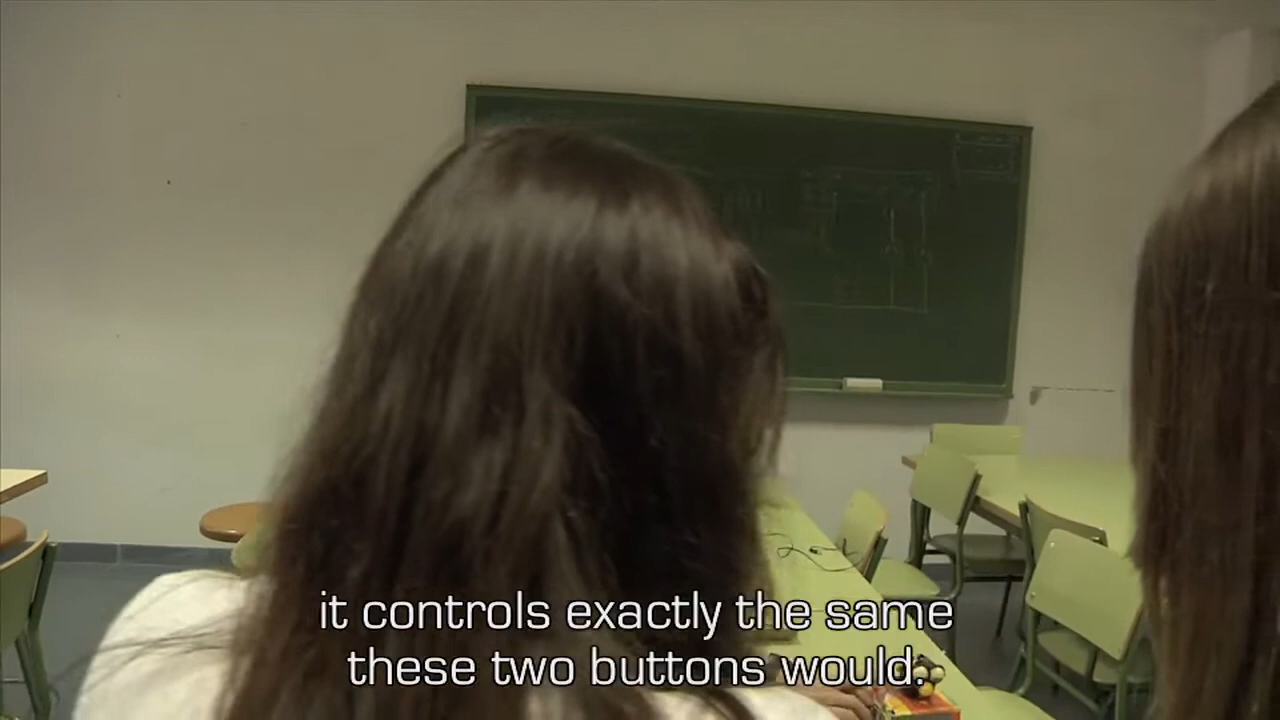 it controls exactly the same
these two buttons would.